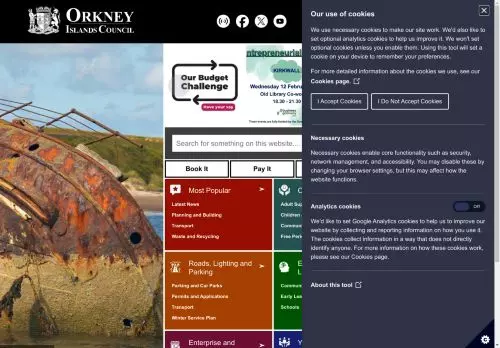 ORKNEY
ISLANDS COUNCIL
Our Budget
Challenge
Have your say
entrepreneurial
KIRKWALL
Wednesday 12 Februar
Old Library Co-wo
18.30 - 21.30
Search for something on this website...
Book It
Pay It
Most Popular
Latest News
Planning and Building
Transport
Waste and Recycling
C
Adult Sup
Children
Commun
Free Pari
Roads, Lighting and
Parking
Parking and Car Parks
Permits and Applications
Transport
Winter Service Plan
E
L
Commun
Early Lea
Schools
Enterprise and
Y
Our use of cookies
We use necessary cookies to make our site work. We'd also like to
set optional analytics cookies to help us improve it. We won't set
optional cookies unless you enable them. Using this tool will set a
cookie on your device to remember your preferences.
For more detailed information about the cookies we use, see our
Cookies page.
I Accept Cookies
I Do Not Accept Cookies
Necessary cookies
Necessary cookies enable core functionality such as security,
network management, and accessibility. You may disable these by
changing your browser settings, but this may affect how the
website functions.
Analytics cookies
Off
We'd like to set Google Analytics cookies to help us to improve our
website by collecting and reporting information on how you use it.
The cookies collect information in a way that does not directly
identify anyone. For more information on how these cookies work,
please see our Cookies page.
About this tool